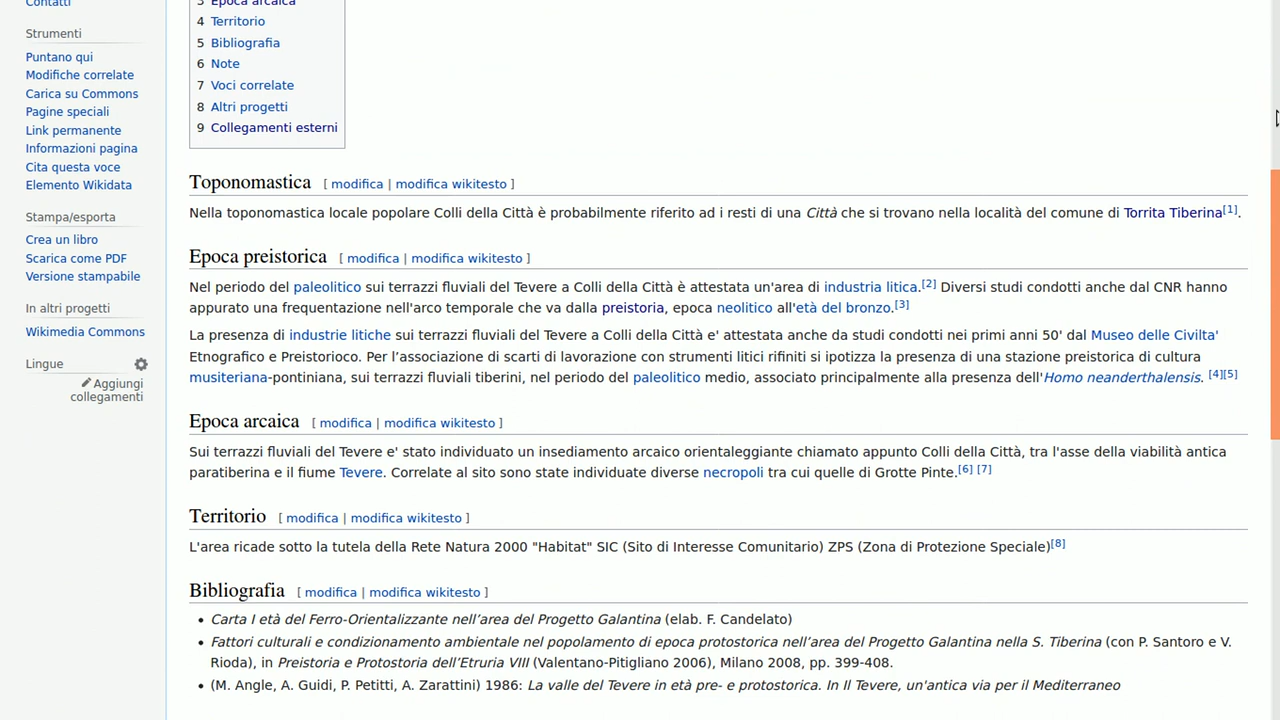 Contatti
Strumenti
Puntano qui
Modifiche correlate
Carica su Commons
Pagine speciali
Link permanente
Informazioni pagina
Cita questa voce
Elemento Wikidata
Stampa/esporta
Crea un libro
Scarica come PDF
Versione stampabile
In altri progetti
Wikimedia Commons
Lingue
Aggiungi
collegamenti
3 Epoca arcaica
4 Territorio
5 Bibliografia
6 Note
7 Voci correlate
8 Altri progetti
9 Collegamenti esterni
Toponomastica [ modifica | modifica wikitesto ]
Nella toponomastica locale popolare Colli della Città è probabilmente riferito ad i resti di una Città che si trovano nella località del comune di Torrita Tiberina[1].
Epoca preistorica [ modifica | modifica wikitesto ]
Nel periodo del paleolitico sui terrazzi fluviali del Tevere a Colli della Città è attestata un'area di industria litica.[2] Diversi studi condotti anche dal CNR hanno
appurato una frequentazione nell'arco temporale che va dalla preistoria, epoca neolitico all'età del bronzo.[3]
La presenza di industrie litiche sui terrazzi fluviali del Tevere a Colli della Città e' attestata anche da studi condotti nei primi anni 50' dal Museo delle Civilta'
Etnografico e Preistorioco. Per l’associazione di scarti di lavorazione con strumenti litici rifiniti si ipotizza la presenza di una stazione preistorica di cultura
musiteriana-pontiniana, sui terrazzi fluviali tiberini, nel periodo del paleolitico medio, associato principalmente alla presenza dell'Homo neanderthalensis. [4][5]
Epoca arcaica [ modifica | modifica wikitesto ]
Sui terrazzi fluviali del Tevere e' stato individuato un insediamento arcaico orientaleggiante chiamato appunto Colli della Città, tra l'asse della viabilità antica
paratiberina e il fiume Tevere. Correlate al sito sono state individuate diverse necropoli tra cui quelle di Grotte Pinte.[6] [7]
Territorio [ modifica | modifica wikitesto ]
L'area ricade sotto la tutela della Rete Natura 2000 "Habitat" SIC (Sito di Interesse Comunitario) ZPS (Zona di Protezione Speciale)[8]
Bibliografia [ modifica | modifica wikitesto ]
• Carta I età del Ferro-Orientalizzante nell’area del Progetto Galantina (elab. F. Candelato)
• Fattori culturali e condizionamento ambientale nel popolamento di epoca protostorica nell’area del Progetto Galantina nella S. Tiberina (con P. Santoro e V.
Rioda), in Preistoria e Protostoria dell’Etruria VIII (Valentano-Pitigliano 2006), Milano 2008, pp. 399-408.
• (M. Angle, A. Guidi, P. Petitti, A. Zarattini) 1986: La valle del Tevere in età pre- e protostorica. In Il Tevere, un'antica via per il Mediterraneo